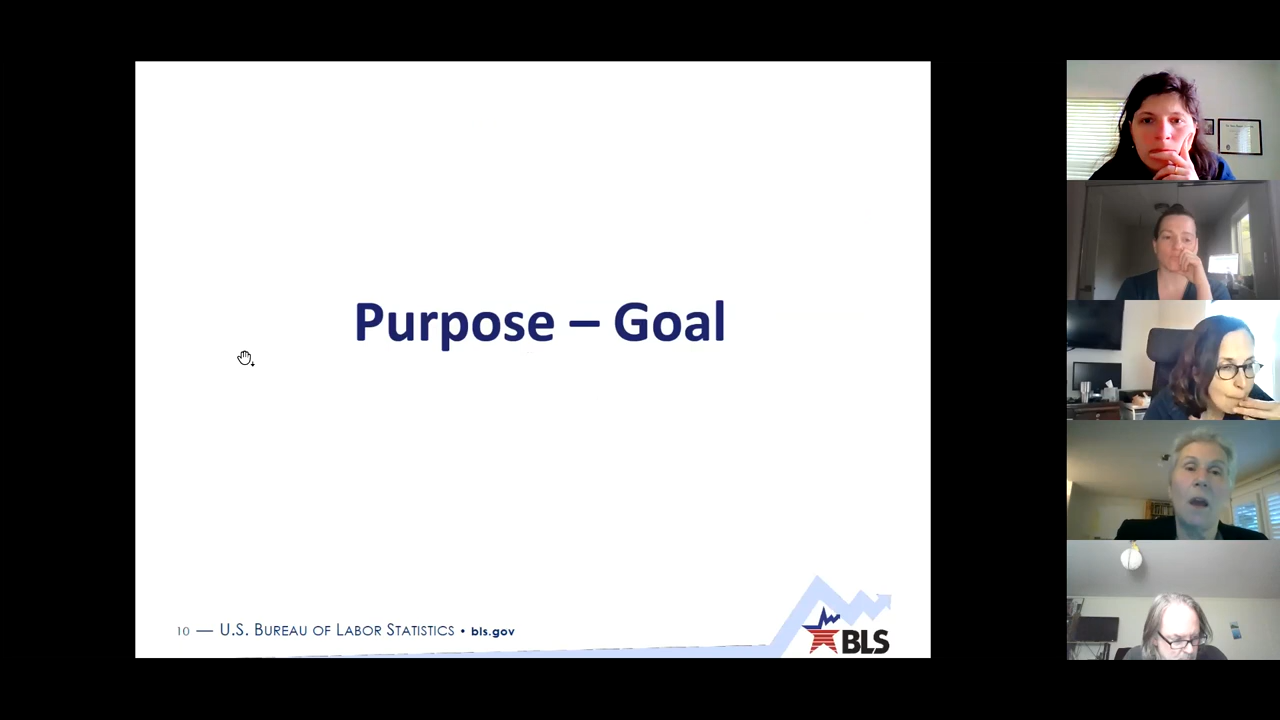 Purpose – Goal
10 — U.S. BUREAU OF LABOR STATISTICS • bls.gov
BLS